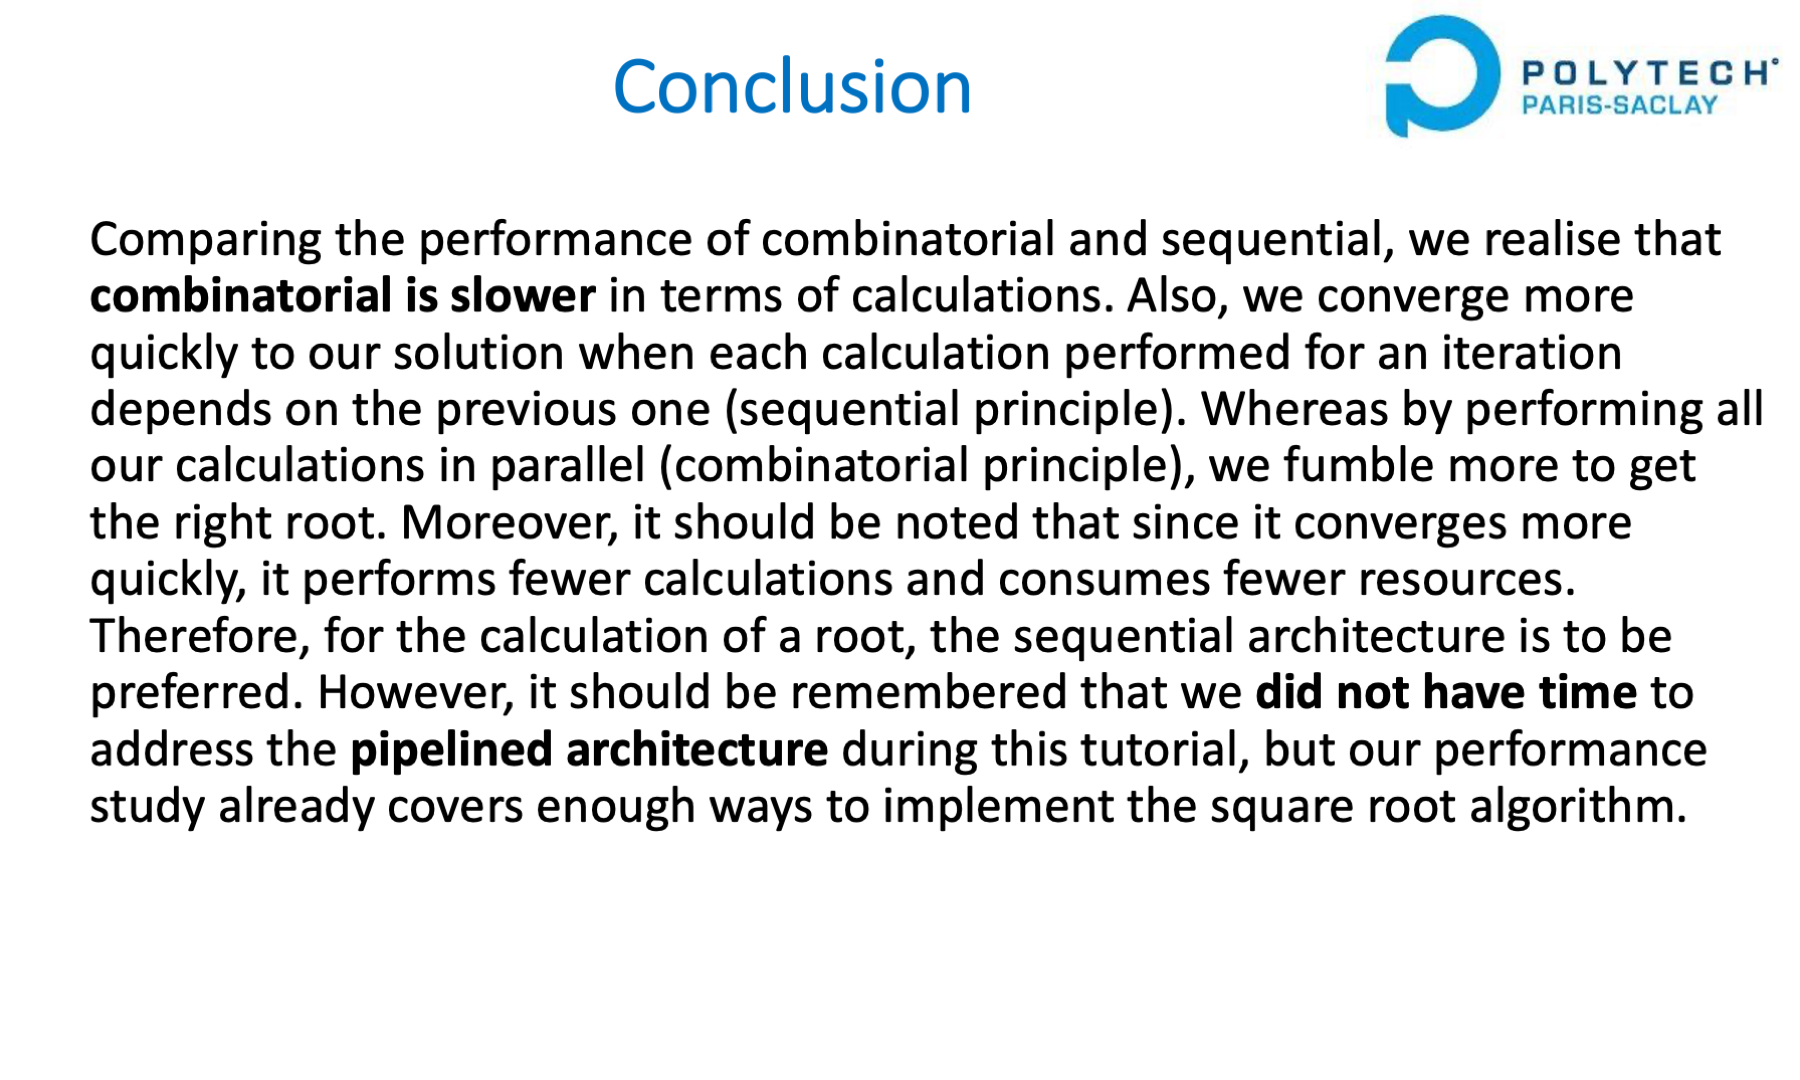 Conclusion
POLYTECH°
PARIS-SACLAY
Comparing the performance of combinatorial and sequential, we realise that
combinatorial is slower in terms of calculations. Also, we converge more
quickly to our solution when each calculation performed for an iteration
depends on the previous one (sequential principle). Whereas by performing all
our calculations in parallel (combinatorial principle), we fumble more to get
the right root. Moreover, it should be noted that since it converges more
quickly, it performs fewer calculations and consumes fewer resources.
Therefore, for the calculation of a root, the sequential architecture is to be
preferred. However, it should be remembered that we did not have time to
address the pipelined architecture during this tutorial, but our performance
study already covers enough ways to implement the square root algorithm.